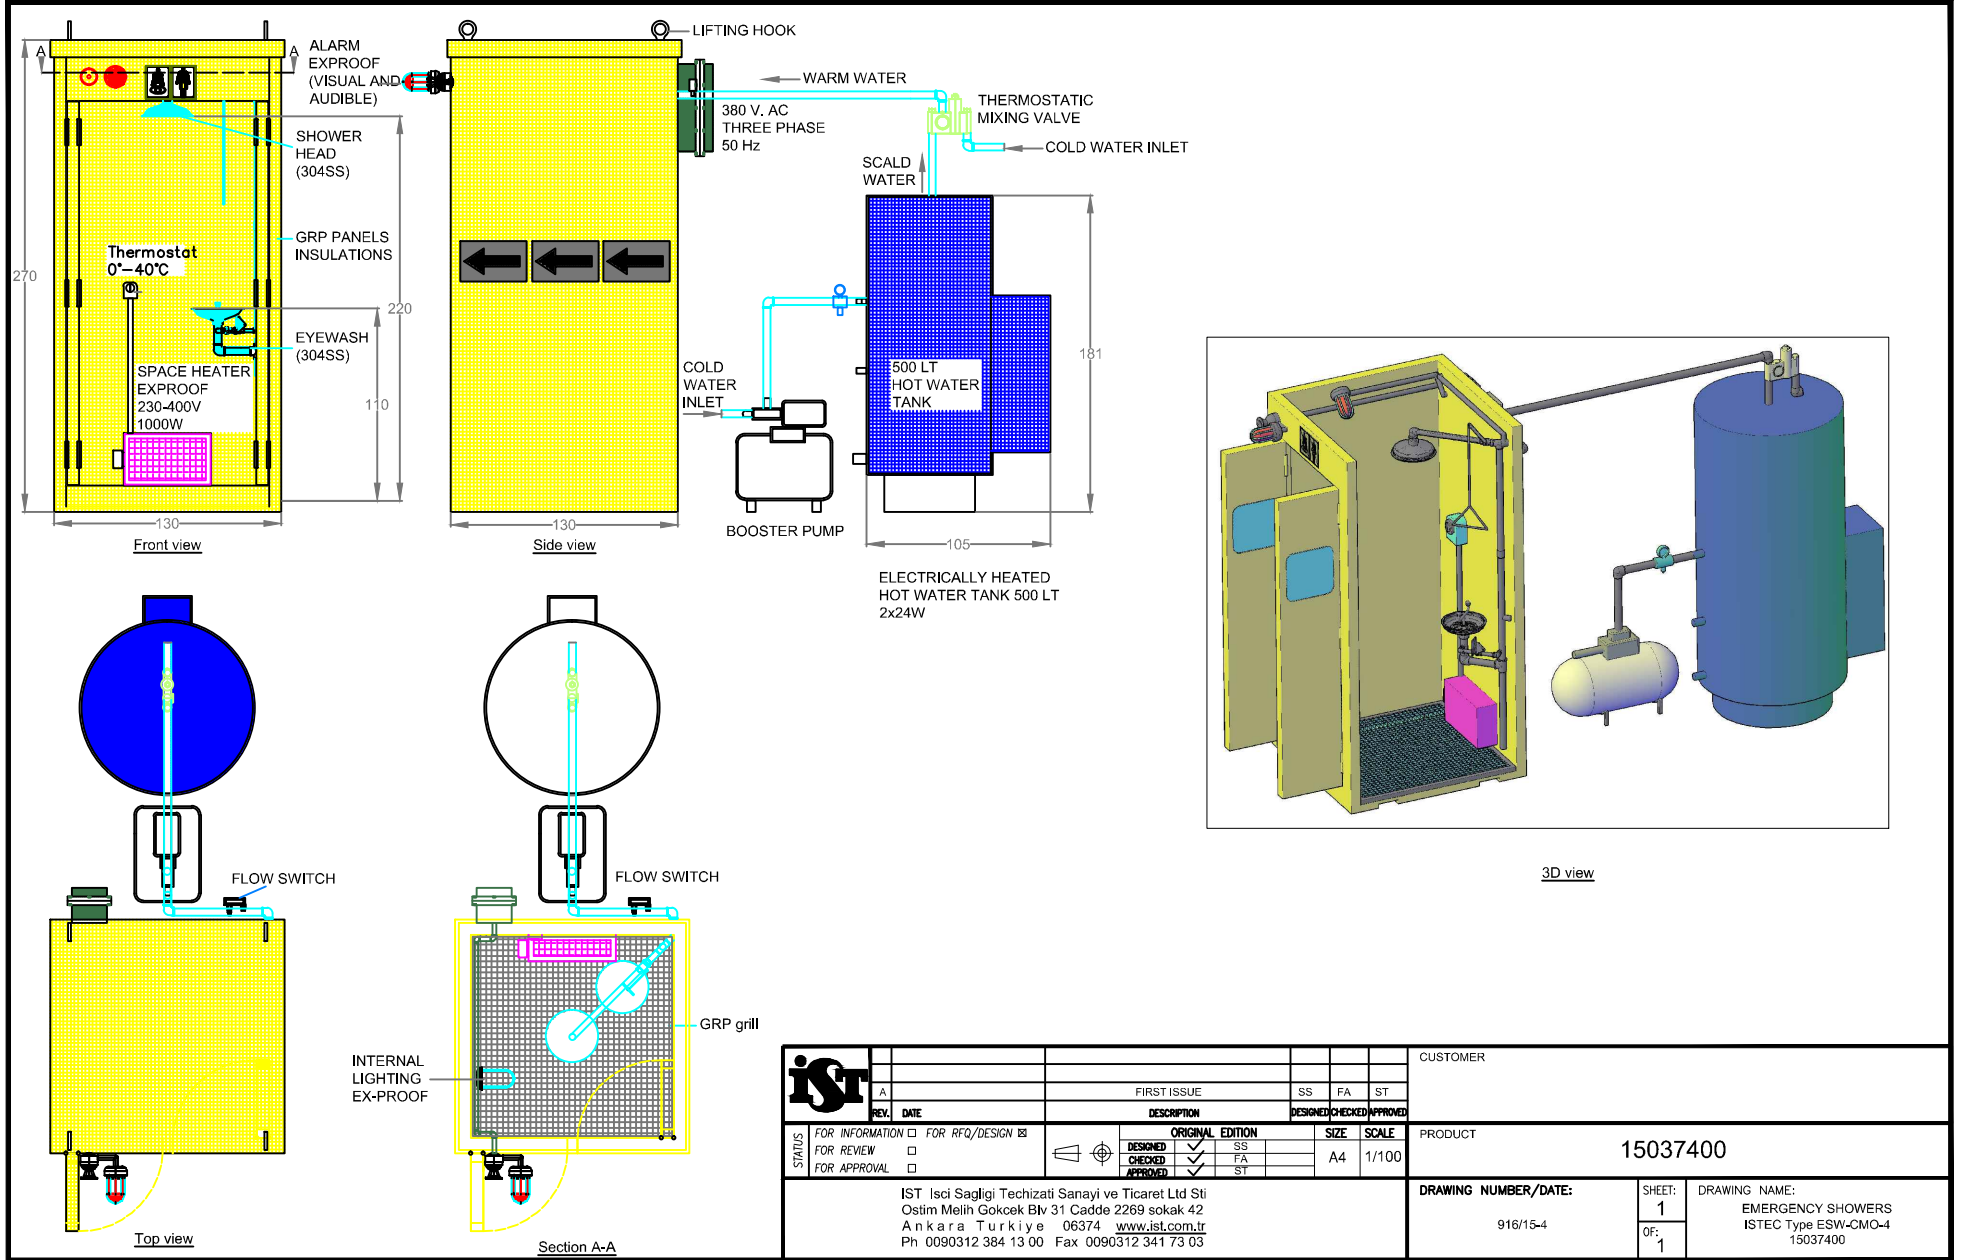 LIFTING HOOK
A
A
ALARM
EXPROOF
(VISUAL AND
AUDIBLE)
WARM WATER
380 V. AC
THREE PHASE
50 Hz
THERMOSTATIC
MIXING VALVE
COLD WATER INLET
SCALD
WATER
SHOWER
HEAD
(304SS)
GRP PANELS
INSULATIONS
Thermostat
0°-40°C
270
220
EYEWASH
(304SS)
SPACE HEATER
EXPROOF
230-400V
1000W
110
130
Front view
130
Side view
COLD
WATER
INLET
500 LT
HOT WATER
TANK
181
BOOSTER PUMP
105
ELECTRICALLY HEATED
HOT WATER TANK 500 LT
2x24W
3D view
FLOW SWITCH
FLOW SWITCH
GRP grill
INTERNAL
LIGHTING
EX-PROOF
Top view
Section A-A
iST
A FIRST ISSUE SS FA ST
REV. DATE DESCRIPTION DESIGNED CHECKED APPROVED
STATUS
FOR INFORMATION □ FOR RFQ/DESIGN ☒
FOR REVIEW □
FOR APPROVAL □
ORIGINAL EDITION
DESIGNED ✓ SS
CHECKED ✓ FA
APPROVED ✓ ST
SIZE SCALE
A4 1/100
IST Isci Sagligi Techizati Sanayi ve Ticaret Ltd Sti
Ostim Melih Gokcek Blv 31 Cadde 2269 sokak 42
Ankara Turkiye 06374 www.ist.com.tr
Ph 0090312 384 13 00 Fax 0090312 341 73 03
CUSTOMER
PRODUCT
15037400
DRAWING NUMBER/DATE:
916/15-4
SHEET:
1
OF:
1
DRAWING NAME:
EMERGENCY SHOWERS
ISTEC Type ESW-CMO-4
15037400